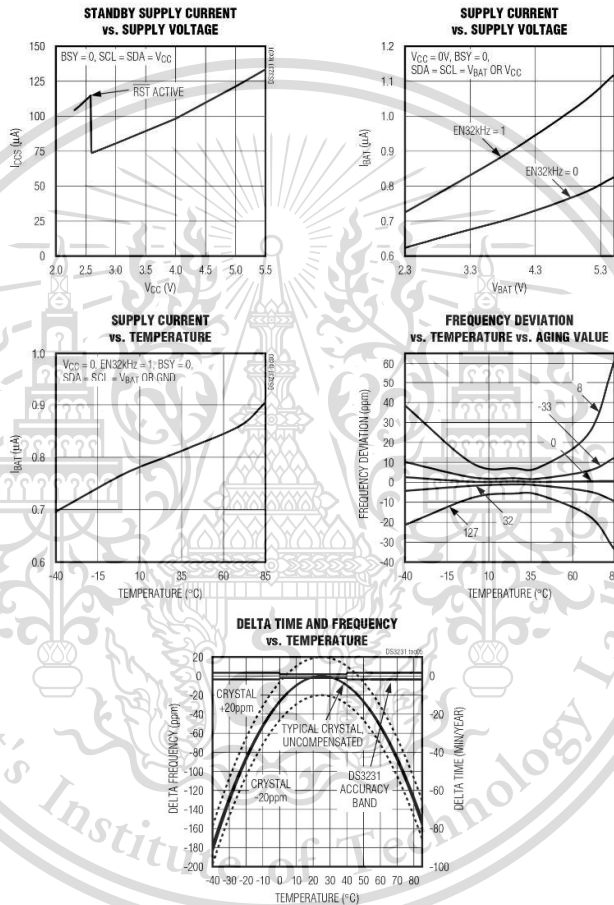 STANDBY SUPPLY CURRENT
vs. SUPPLY VOLTAGE
150
125
100
75
50
25
0
ICCS (µA)
BSY = 0, SCL = SDA = VCC
RST ACTIVE
DS3231 toc01
2.0 2.5 3.0 3.5 4.0 4.5 5.0 5.5
VCC (V)
SUPPLY CURRENT
vs. SUPPLY VOLTAGE
1.2
1.1
1.0
0.9
0.8
0.7
0.6
IBAT (µA)
VCC = 0V, BSY = 0,
SDA = SCL = VBAT OR VCC
EN32kHz = 1
EN32kHz = 0
2.3 3.3 4.3 5.3
VBAT (V)
SUPPLY CURRENT
vs. TEMPERATURE
1.0
0.9
0.8
0.7
0.6
IBAT (µA)
VCC = 0, EN32kHz = 1, BSY = 0,
SDA = SCL = VBAT OR GND
-40 -15 10 35 60 85
TEMPERATURE (°C)
FREQUENCY DEVIATION
vs. TEMPERATURE vs. AGING VALUE
60
50
40
30
20
10
0
-10
-20
-30
-40
FREQUENCY DEVIATION (ppm)
8
-33
0
32
127
-40 -15 10 35 60 8
TEMPERATURE (°C)
DELTA TIME AND FREQUENCY
vs. TEMPERATURE
DS3231 toc05
20
0
-20
-40
-60
-80
-100
-120
-140
-160
-180
-200
DELTA FREQUENCY (ppm)
CRYSTAL
+20ppm
TYPICAL CRYSTAL,
UNCOMPENSATED
CRYSTAL
-20ppm
DS3231
ACCURACY
BAND
0
-20
-40
-60
-80
-100
DELTA TIME (MIN/YEAR)
-40 -30 -20 -10 0 10 20 30 40 50 60 70 80
TEMPERATURE (°C)
's Institute of Technology L